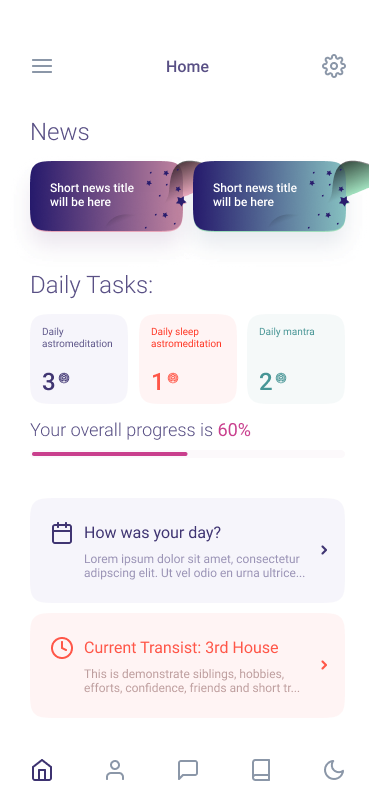 Home
News
Short news title
will be here
Short news title
will be here
Daily Tasks:
Daily
astromeditation
3
Daily sleep
astromeditation
1
Daily mantra
2
Your overall progress is 60%
How was your day?
Lorem ipsum dolor sit amet, consectetur
adipscing elit. Ut vel odio en urna ultrice...
Current Transist: 3rd House
This is demonstrate siblings, hobbies,
efforts, confidence, friends and short tr...